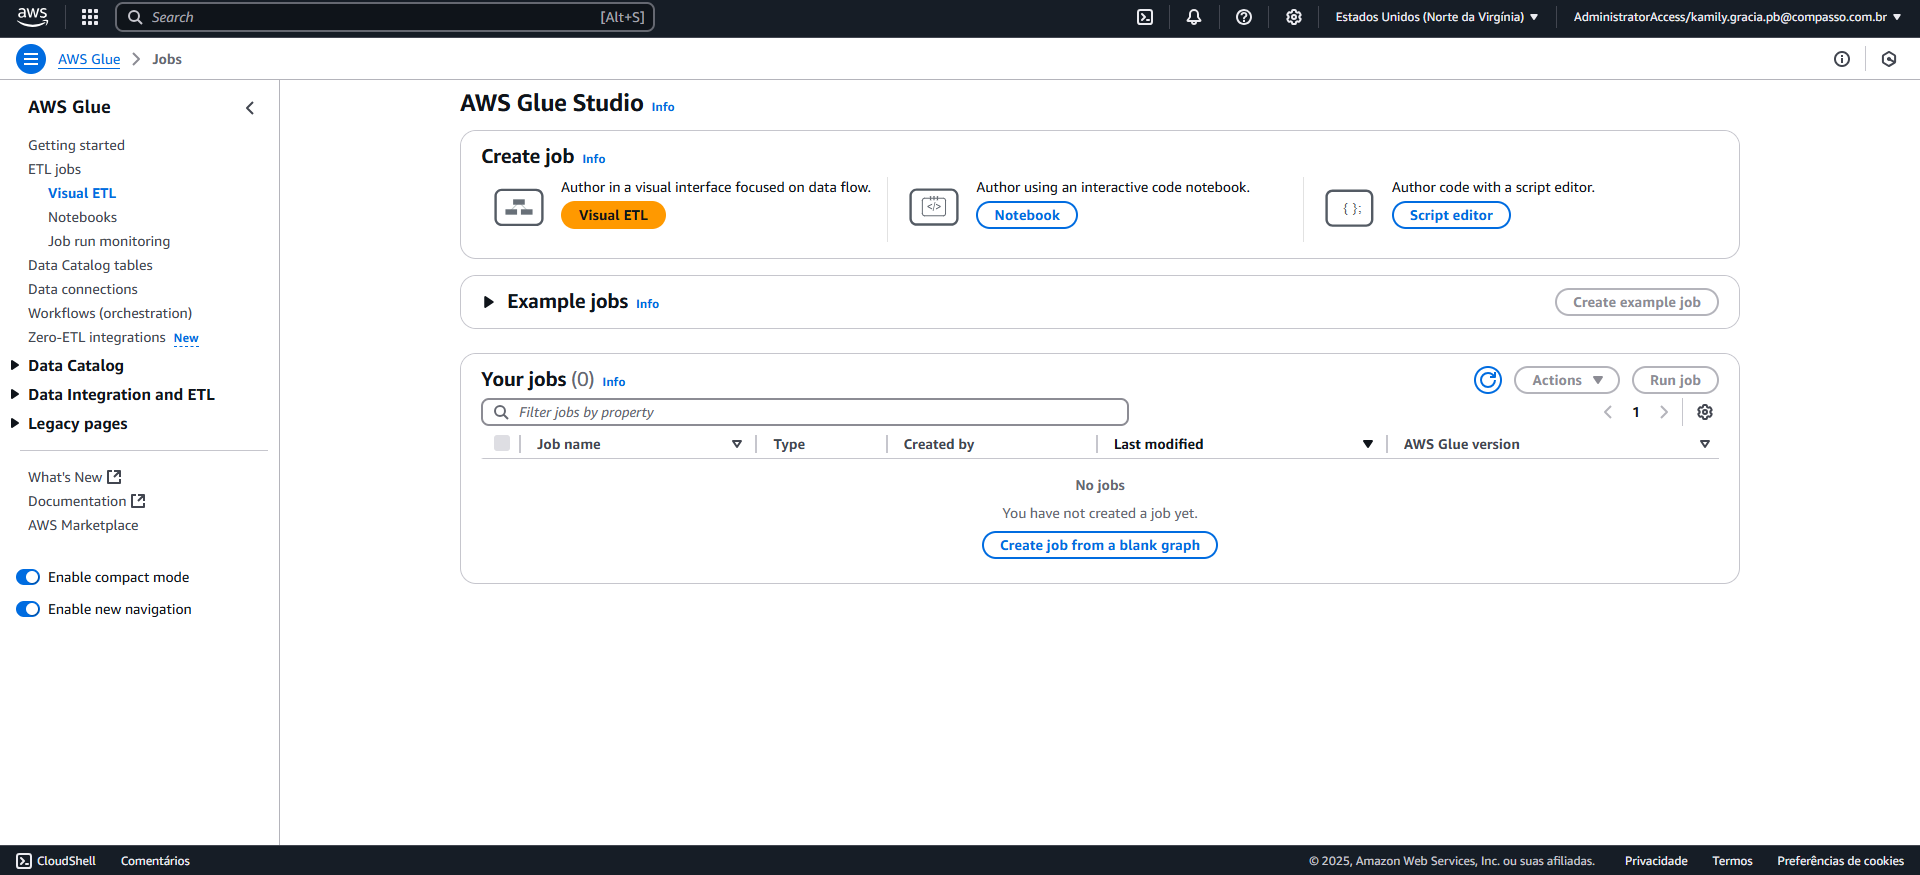 aws
Search [Alt+S]
Estados Unidos (Norte da Virgínia)
AdministratorAccess/kamily.gracia.pb@compasso.com.br
AWS Glue
Jobs
AWS Glue
Getting started
ETL jobs
Visual ETL
Notebooks
Job run monitoring
Data Catalog tables
Data connections
Workflows (orchestration)
Zero-ETL integrations New
Data Catalog
Data Integration and ETL
Legacy pages
What's New
Documentation
AWS Marketplace
Enable compact mode
Enable new navigation
AWS Glue Studio Info
Create job Info
Author in a visual interface focused on data flow.
Visual ETL
</>
Author using an interactive code notebook.
Notebook
{ };
Author code with a script editor.
Script editor
Example jobs Info
Create example job
Your jobs (0) Info
Actions
Run job
Filter jobs by property
1
Job name
Type
Created by
Last modified
AWS Glue version
No jobs
You have not created a job yet.
Create job from a blank graph
CloudShell
Comentários
© 2025, Amazon Web Services, Inc. ou suas afiliadas.
Privacidade
Termos
Preferências de cookies